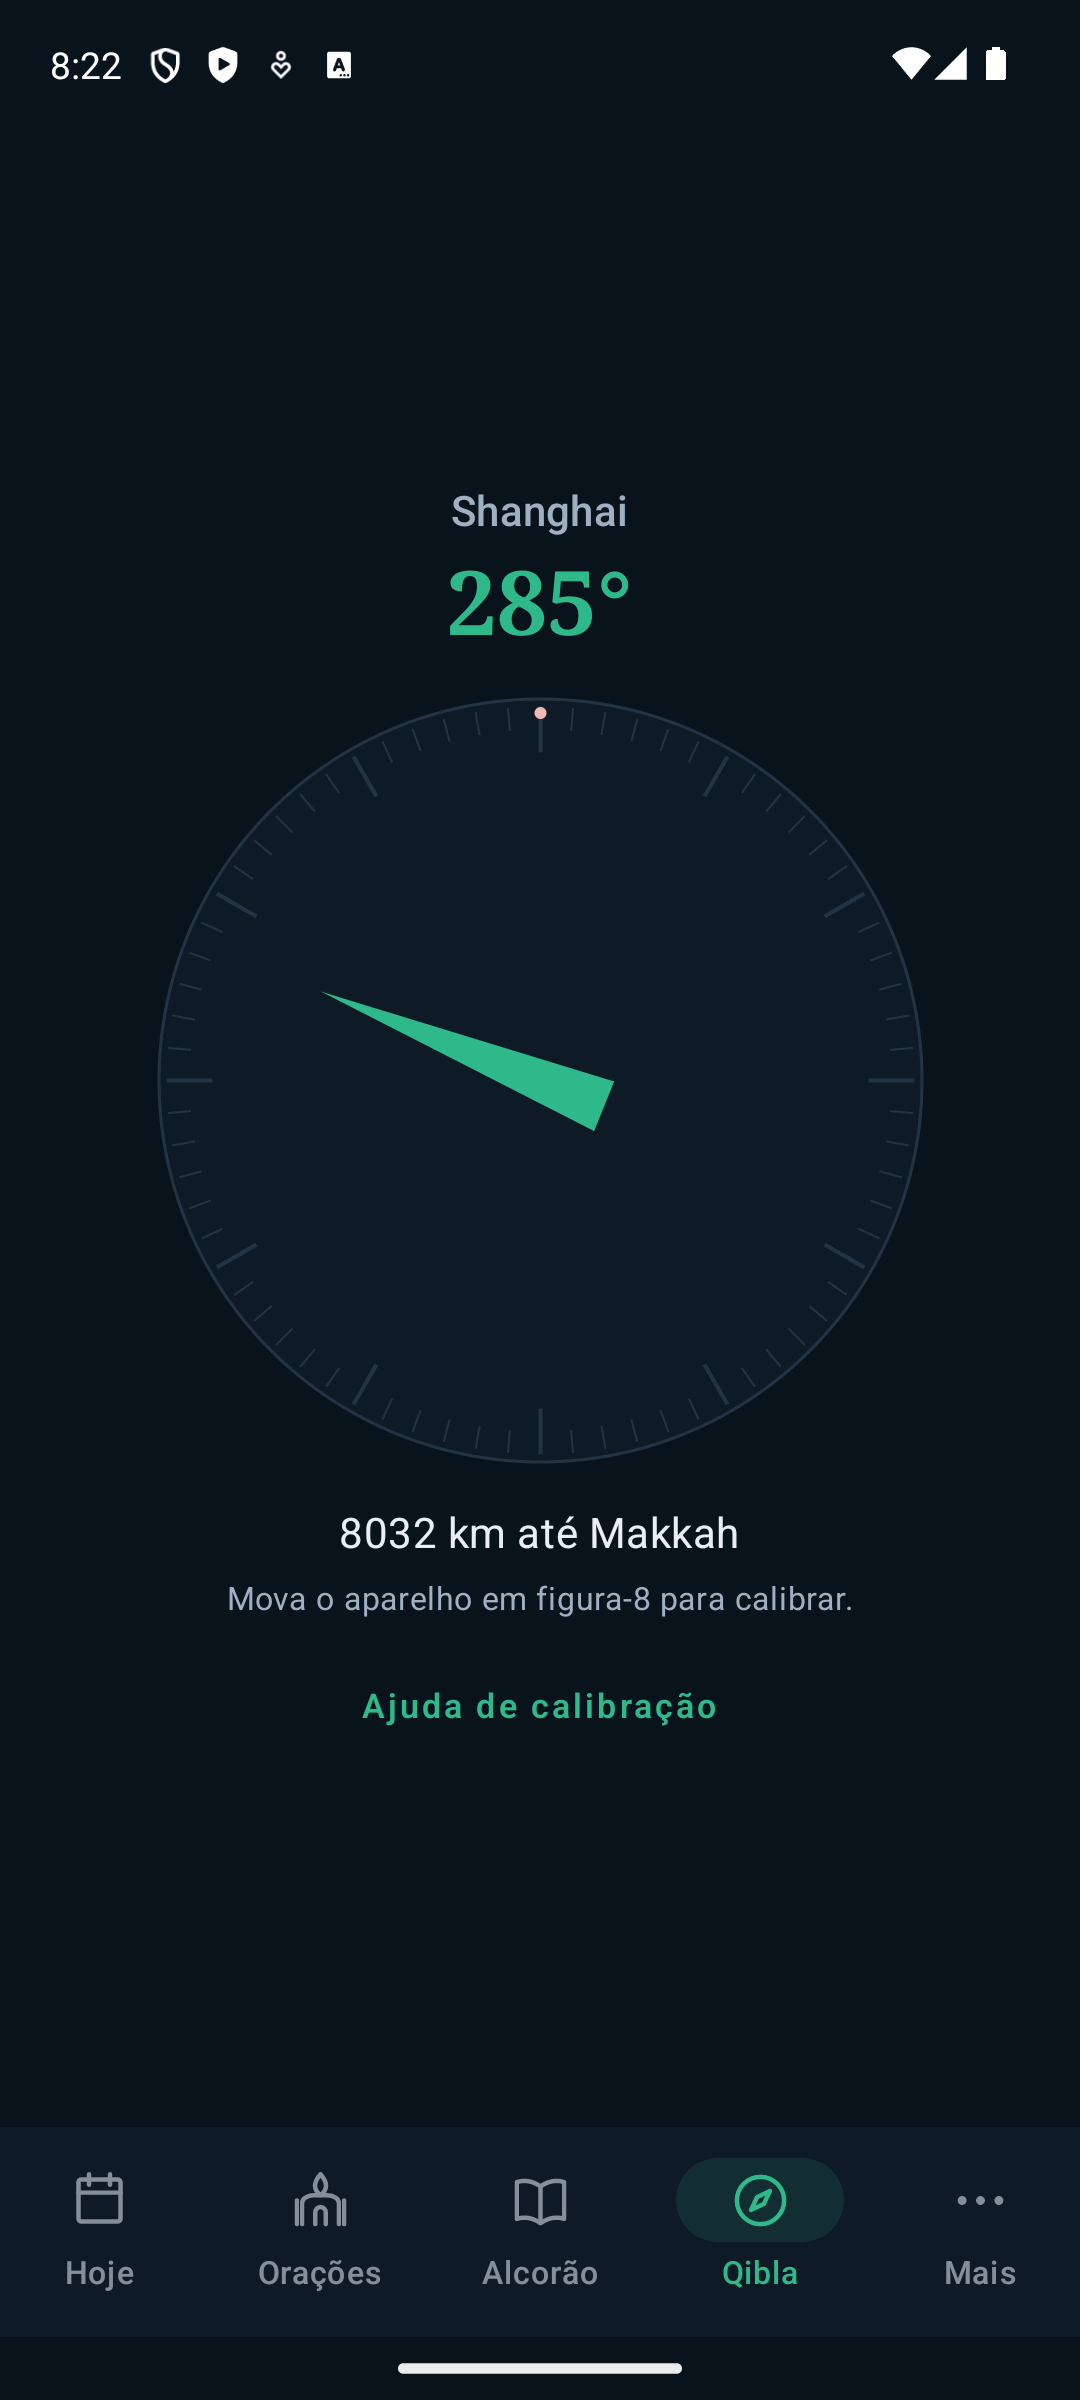 8:22
Shanghai
285°
8032 km até Makkah
Mova o aparelho em figura-8 para calibrar.
Ajuda de calibração
Hoje
Orações
Alcorão
Qibla
Mais